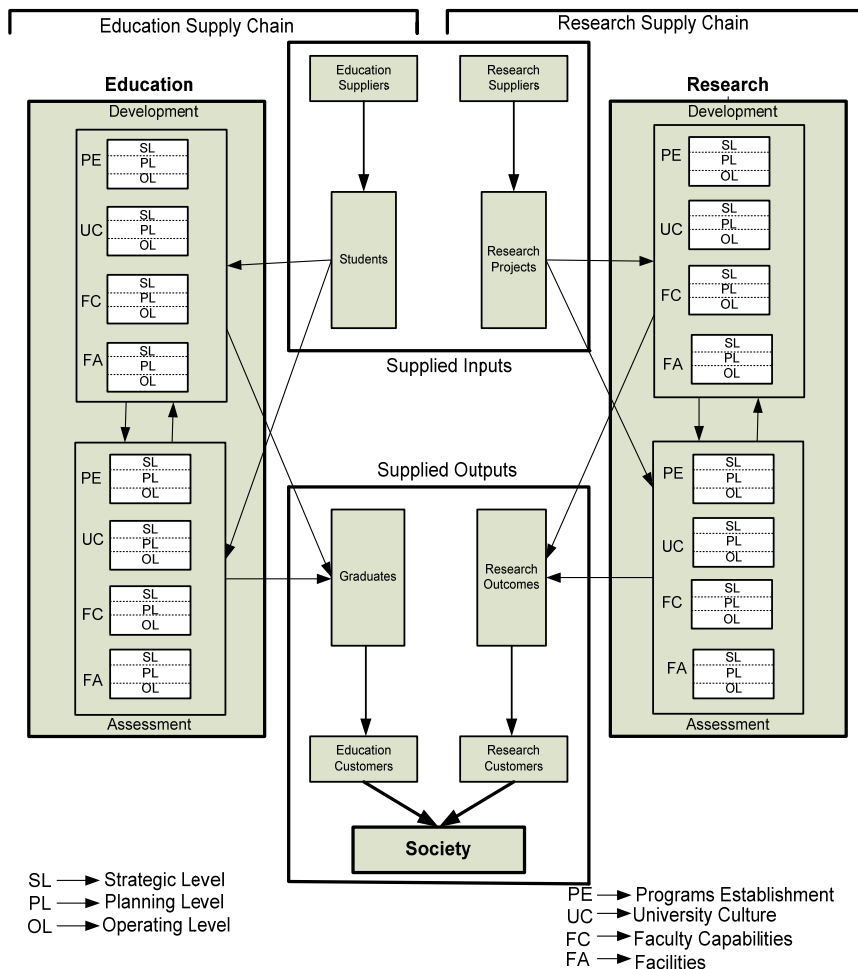 Education Supply Chain
Research Supply Chain
Education
Development
PE
SL
PL
OL
UC
SL
PL
OL
FC
SL
PL
OL
FA
SL
PL
OL
PE
SL
PL
OL
UC
SL
PL
OL
FC
SL
PL
OL
FA
SL
PL
OL
Assessment
Education
Suppliers
Research
Suppliers
Students
Research
Projects
Supplied Inputs
Supplied Outputs
Graduates
Research
Outcomes
Education
Customers
Research
Customers
Society
Research
Development
PE
SL
PL
OL
UC
SL
PL
OL
FC
SL
PL
OL
FA
SL
PL
OL
PE
SL
PL
OL
UC
SL
PL
OL
FC
SL
PL
OL
FA
SL
PL
OL
Assessment
SL Strategic Level
PL Planning Level
OL Operating Level
PE Programs Establishment
UC University Culture
FC Faculty Capabilities
FA Facilities